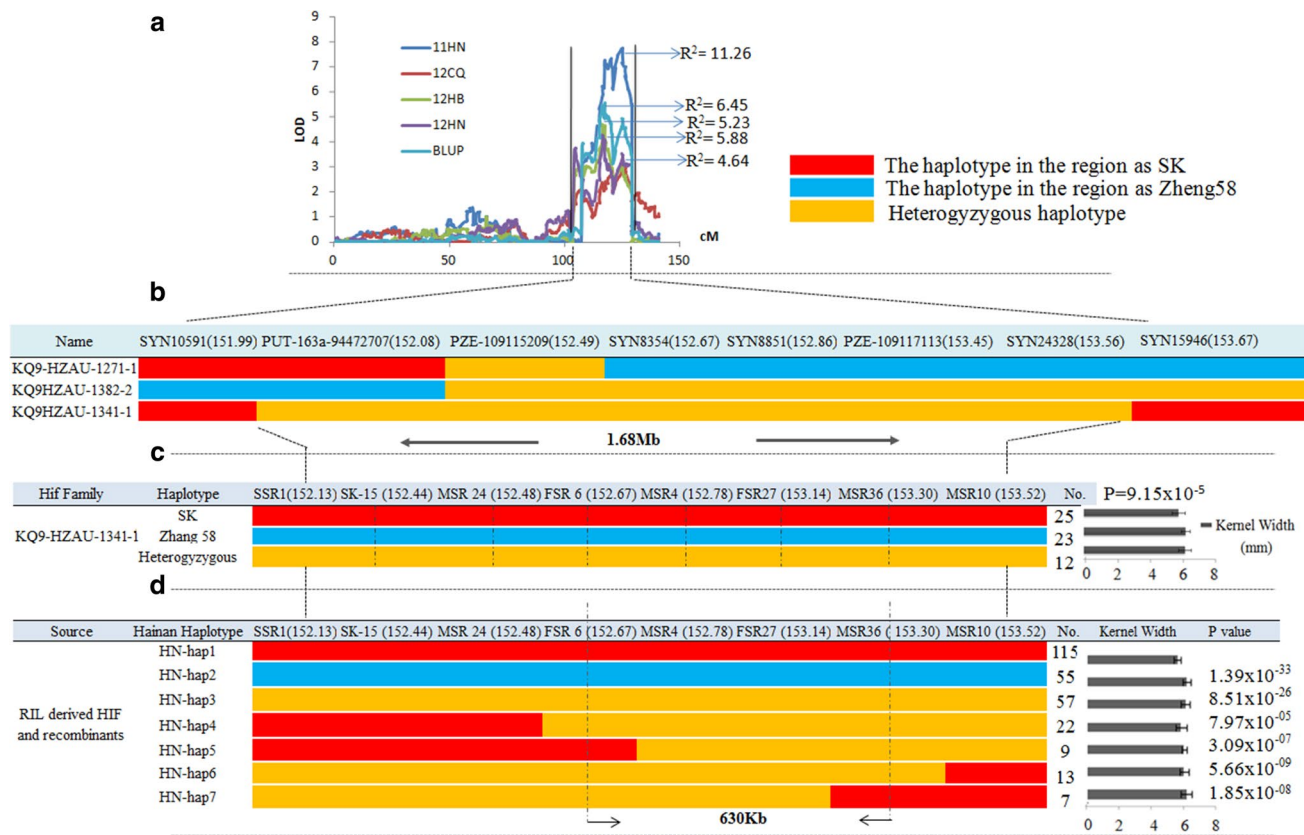 a
9
8
7
6
5
4
3
2
1
0
LOD
11HN
12CQ
12HB
12HN
BLUP
R²= 11.26
R²= 6.45
R²= 5.23
R²= 5.88
R²= 4.64
0 50 100 150
cM
The haplotype in the region as SK
The haplotype in the region as Zheng58
Heterogyzygous haplotype
b
Name SYN10591(151.99) PUT-163a-94472707(152.08) PZE-109115209(152.49) SYN8354(152.67) SYN8851(152.86) PZE-109117113(153.45) SYN24328(153.56) SYN15946(153.67)
KQ9-HZAU-1271-1
KQ9HZAU-1382-2
KQ9HZAU-1341-1
1.68Mb
c
Hif Family Haplotype SSR1(152.13) SK-15 (152.44) MSR 24 (152.48) FSR 6 (152.67) MSR4 (152.78) FSR27 (153.14) MSR36 (153.30) MSR10 (153.52) No. P=9.15x10⁻⁵
SK 25
KQ9-HZAU-1341-1 Zhang 58 23
Heterogyzygous 12
Kernel Width
(mm)
0 2 4 6 8
d
Source Hainan Haplotype SSR1(152.13) SK-15 (152.44) MSR 24 (152.48) FSR 6 (152.67) MSR4 (152.78) FSR27 (153.14) MSR36 ( 153.30) MSR10 (153.52) No. Kernel Width P value
HN-hap1 115
HN-hap2 55 1.39x10⁻³³
HN-hap3 57 8.51x10⁻²⁶
RIL derived HIF
and recombinants
HN-hap4 22 7.97x10⁻⁰⁵
HN-hap5 9 3.09x10⁻⁰⁷
HN-hap6 13 5.66x10⁻⁰⁹
HN-hap7 7 1.85x10⁻⁰⁸
630Kb
0 2 4 6 8